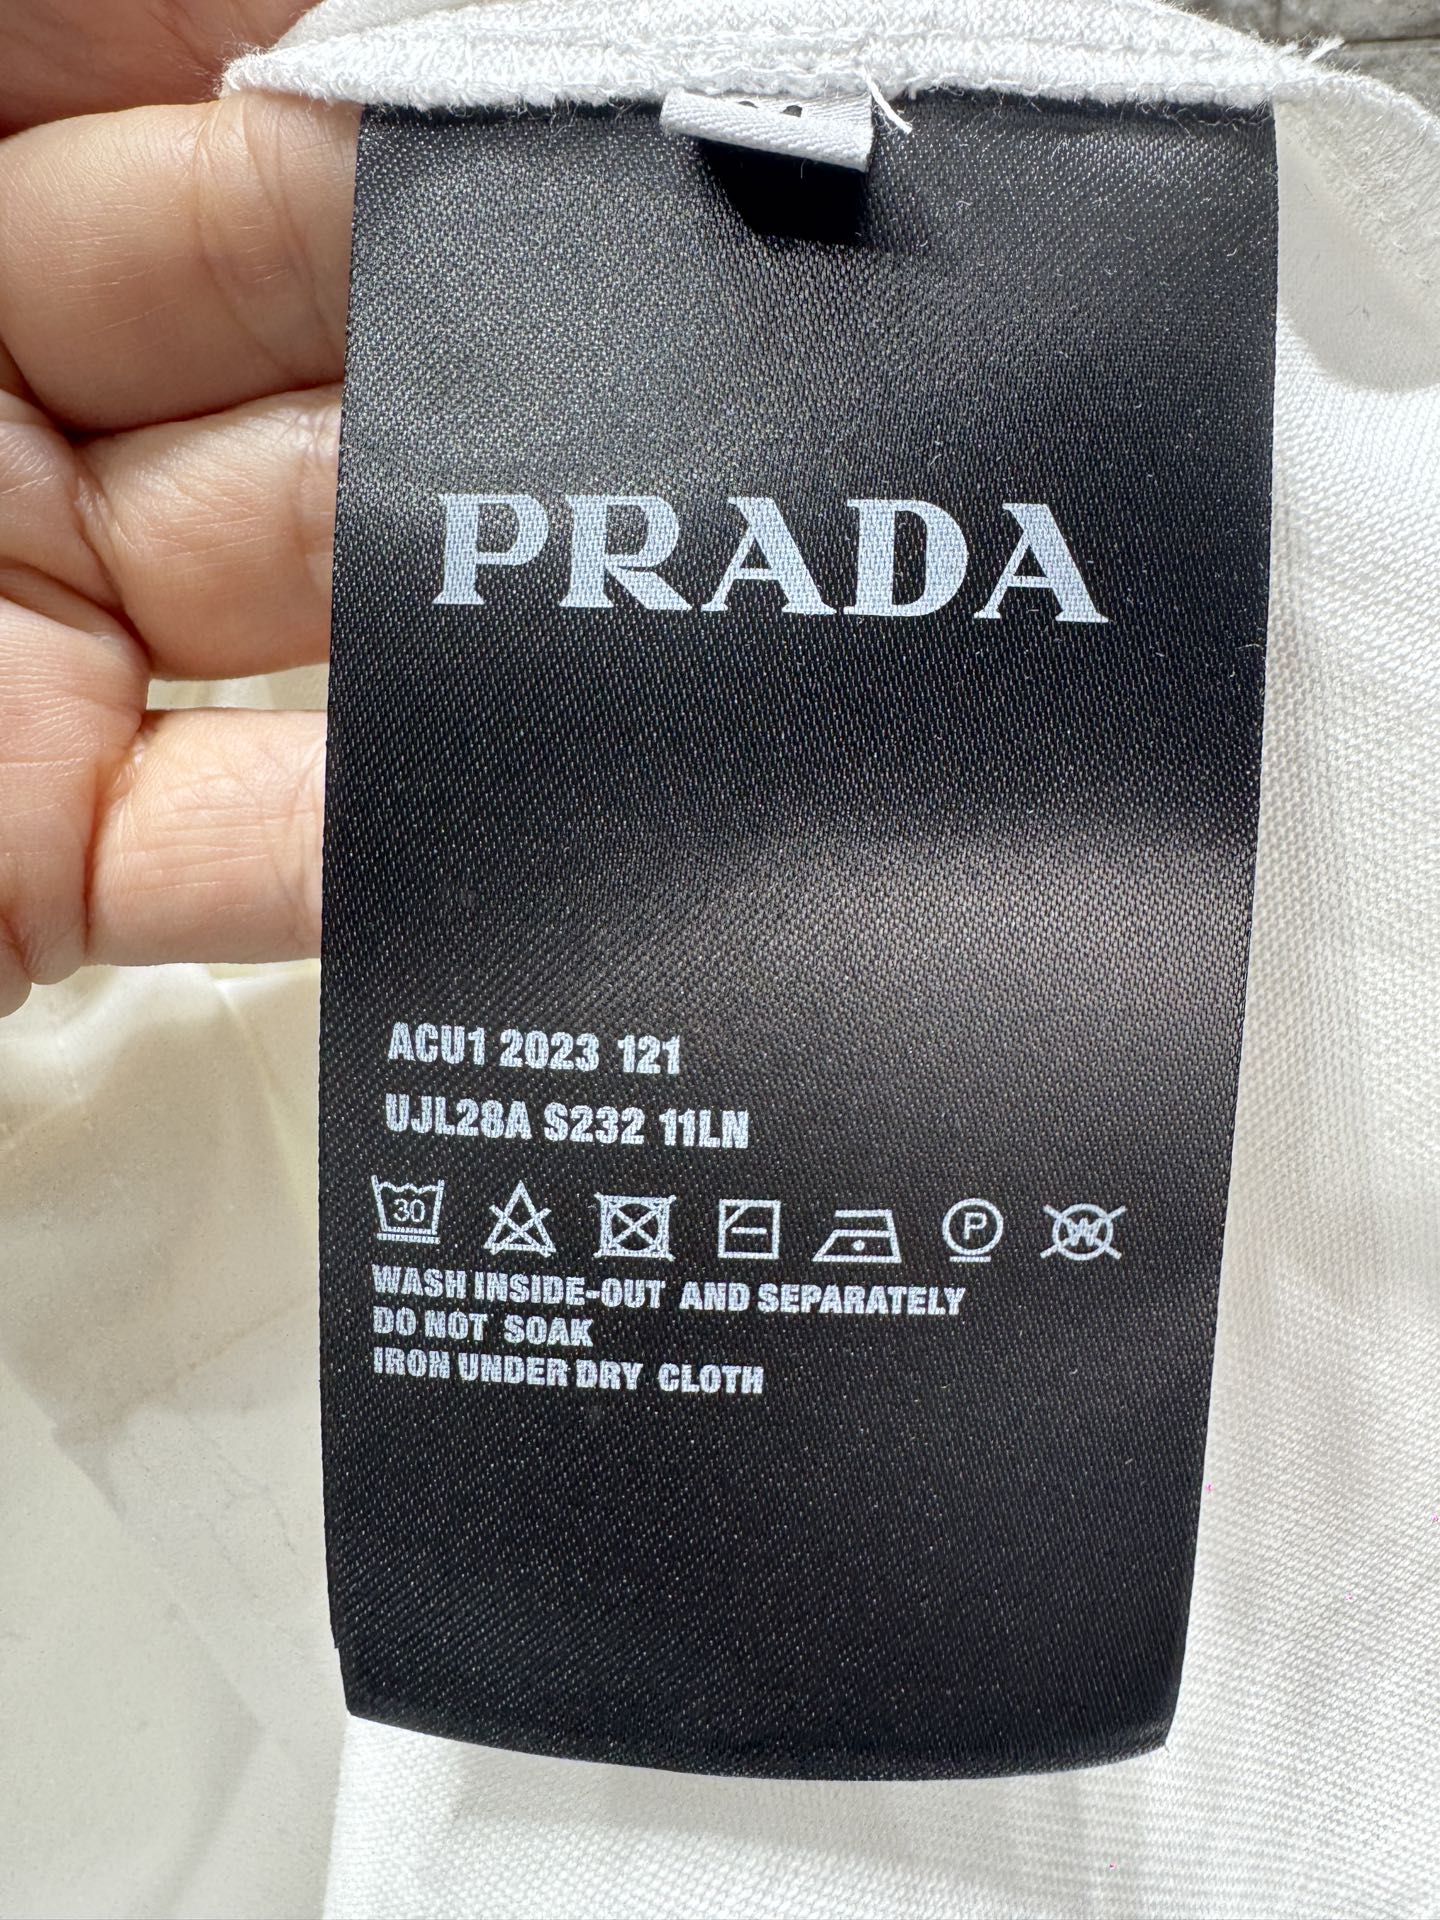 PRADA
ACU1 2023 121
UJL28A S232 11LN
30 P W
WASH INSIDE-OUT AND SEPARATELY
DO NOT SOAK
IRON UNDER DRY CLOTH